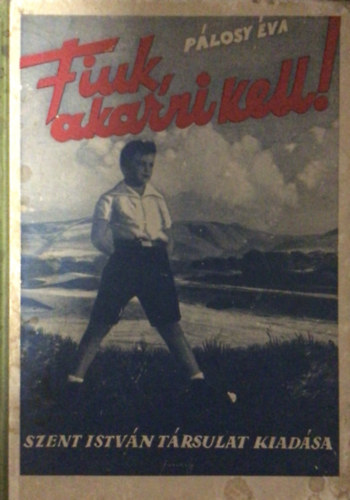 PÁLOSY ÉVA
Fiuk,
akarni kell!
SZENT ISTVÁN TÁRSULAT KIADÁSA